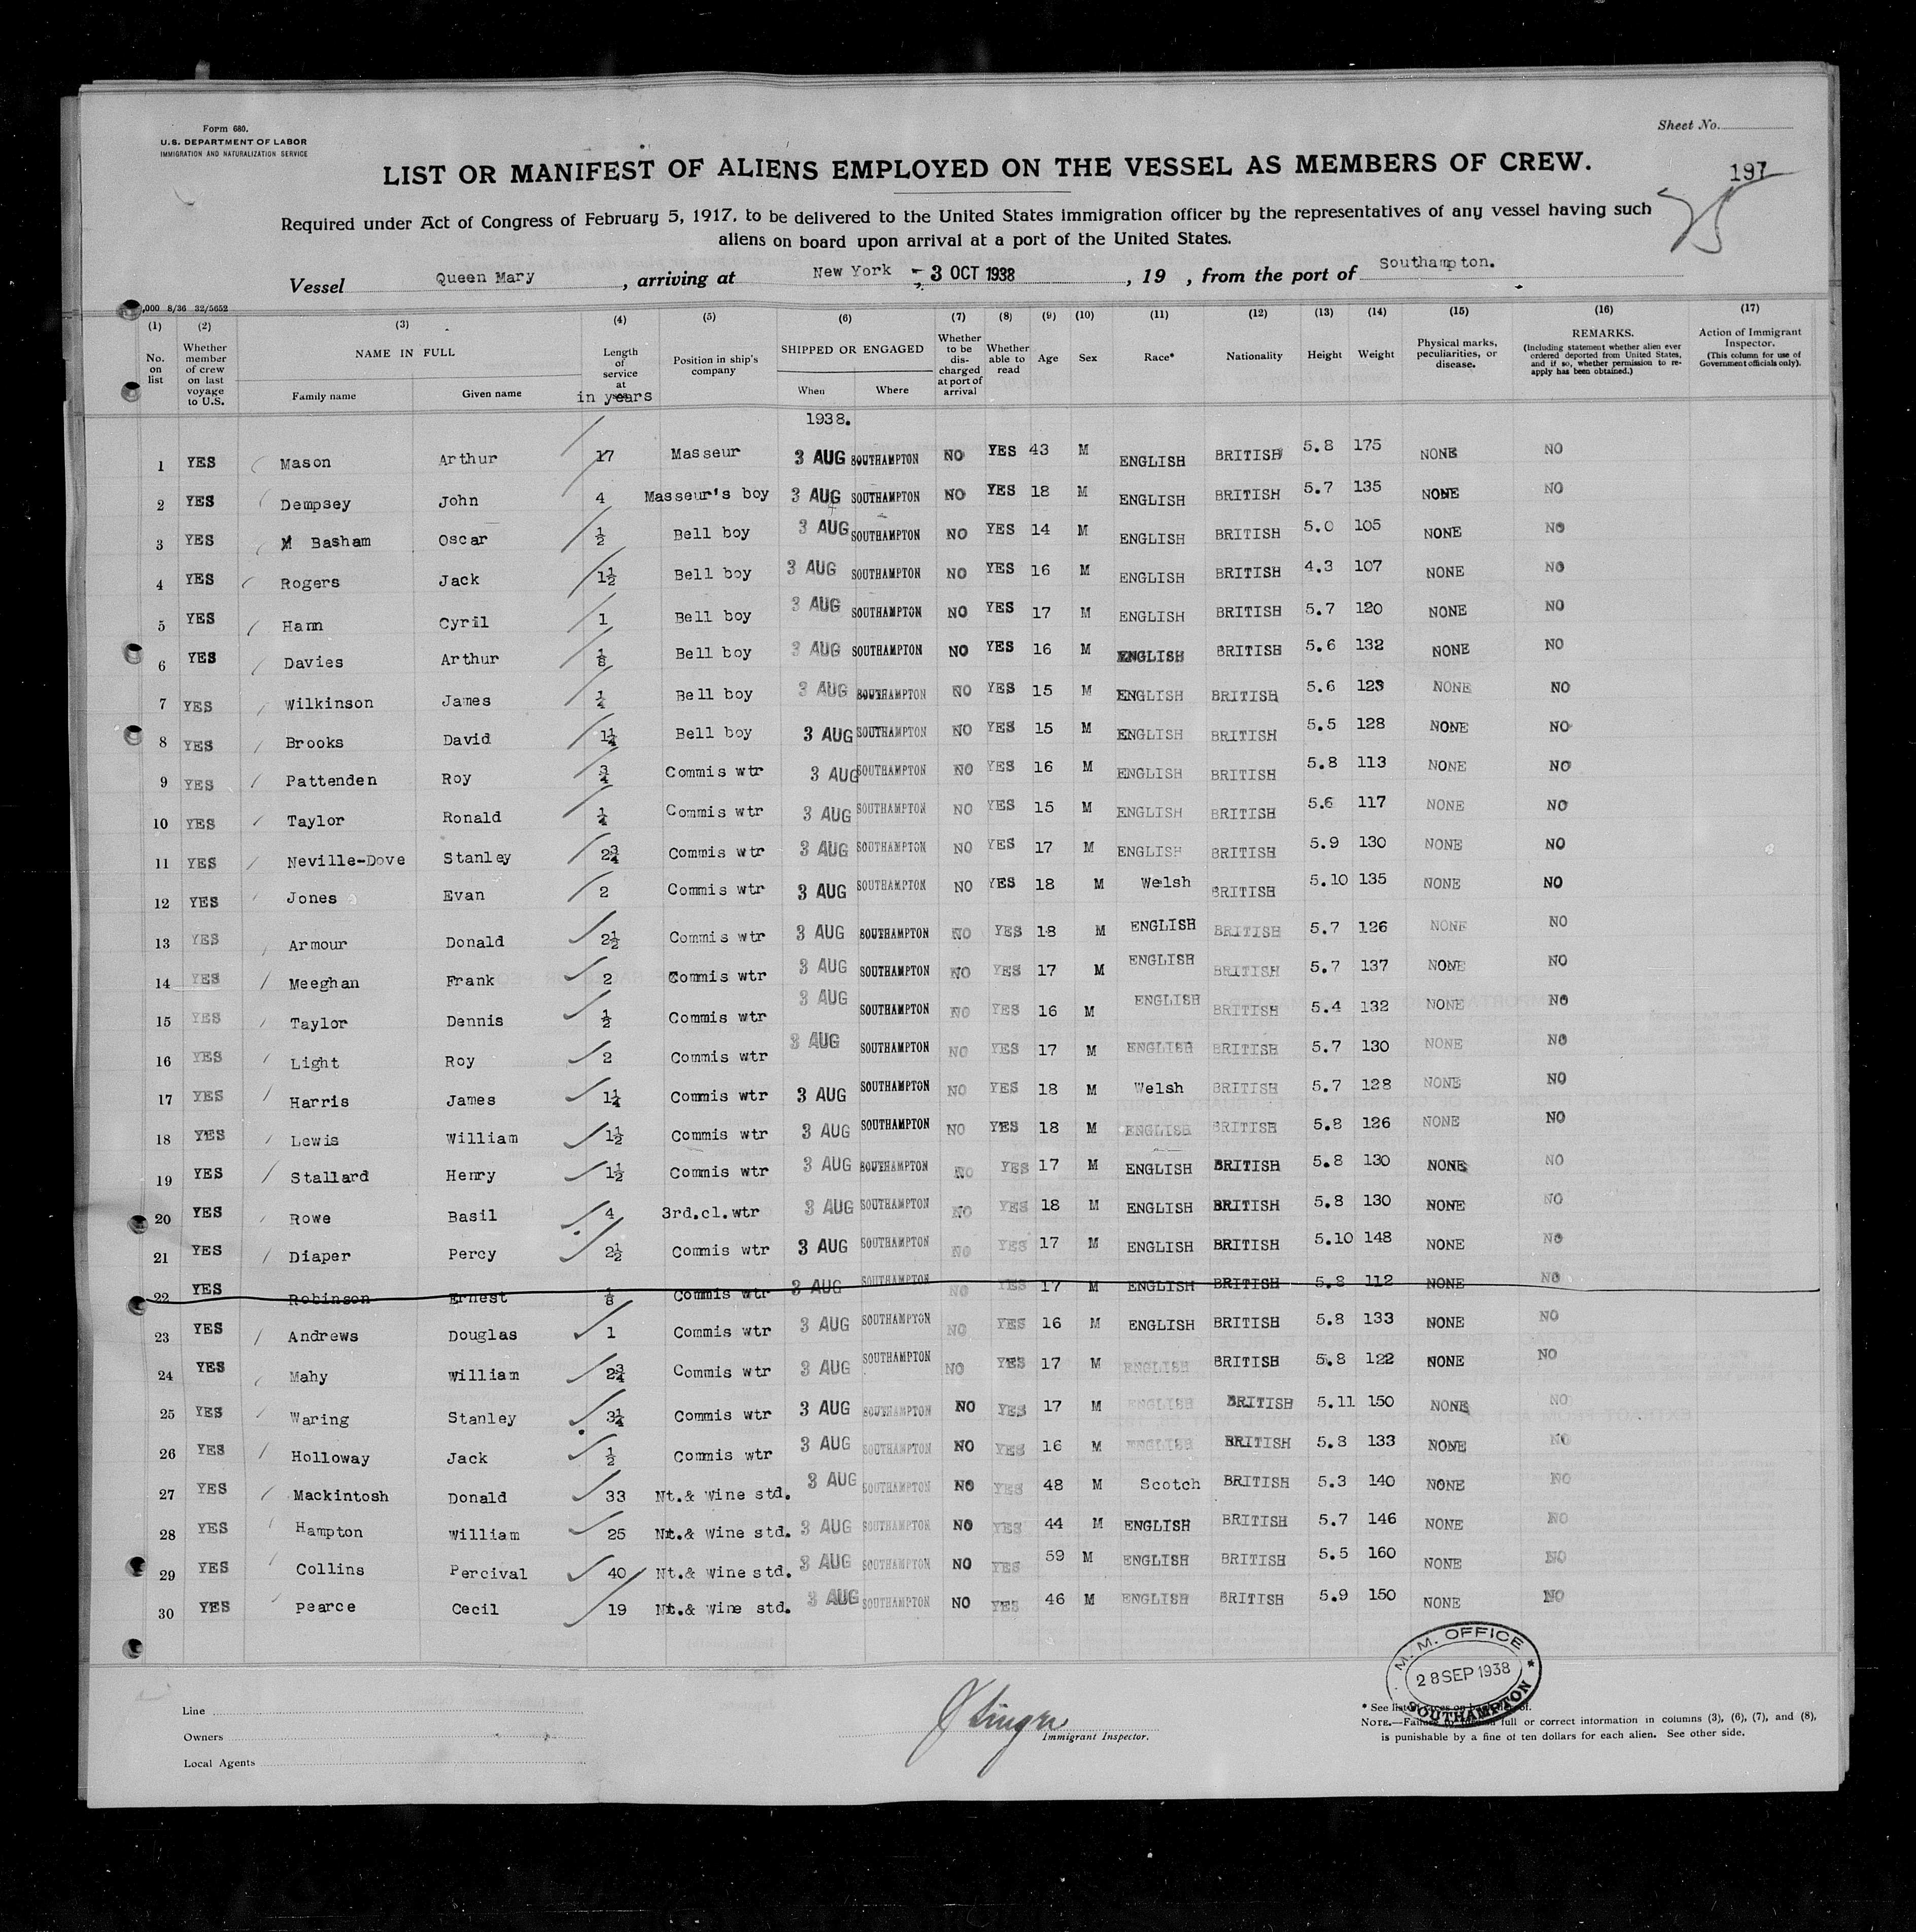 Form 680.
U.S. DEPARTMENT OF LABOR
IMMIGRATION AND NATURALIZATION SERVICE
Sheet No.
LIST OR MANIFEST OF ALIENS EMPLOYED ON THE VESSEL AS MEMBERS OF CREW.
197
Required under Act of Congress of February 5, 1917, to be delivered to the United States immigration officer by the representatives of any vessel having such
aliens on board upon arrival at a port of the United States.
Vessel Queen Mary, arriving at New York - 3 OCT 1938, 19 , from the port of Southampton.
,000 8/36 32/5652
(1) (2) (3) (4) (5) (6) (7) (8) (9) (10) (11) (12) (13) (14) (15) (16) (17)
No. on list
Whether member of crew on last voyage to U.S.
NAME IN FULL
Family name Given name
Length of service at
in years
Position in ship's company
SHIPPED OR ENGAGED
When Where
Whether to be discharged at port of arrival
Whether able to read
Age Sex Race* Nationality Height Weight
Physical marks, peculiarities, or disease.
REMARKS.
(Including statement whether alien ever ordered deported from United States, and if so, whether permission to reapply has been obtained.)
Action of Immigrant Inspector.
(This column for use of Government officials only).
1938.
1 YES Mason Arthur 17 Masseur 3 AUG SOUTHAMPTON NO YES 43 M ENGLISH BRITISH 5.8 175 NONE NO
2 YES Dempsey John 4 Masseur's boy 3 AUG SOUTHAMPTON NO YES 18 M ENGLISH BRITISH 5.7 135 NONE NO
3 YES M Basham Oscar ½ Bell boy 3 AUG SOUTHAMPTON NO YES 14 M ENGLISH BRITISH 5.0 105 NONE NO
4 YES Rogers Jack 1½ Bell boy 3 AUG SOUTHAMPTON NO YES 16 M ENGLISH BRITISH 4.3 107 NONE NO
5 YES Ham Cyril 1 Bell boy 3 AUG SOUTHAMPTON NO YES 17 M ENGLISH BRITISH 5.7 120 NONE NO
6 YES Davies Arthur ⅛ Bell boy 3 AUG SOUTHAMPTON NO YES 16 M ENGLISH BRITISH 5.6 132 NONE NO
7 YES Wilkinson James ¼ Bell boy 3 AUG SOUTHAMPTON NO YES 15 M ENGLISH BRITISH 5.6 123 NONE NO
8 YES Brooks David 1¼ Bell boy 3 AUG SOUTHAMPTON NO YES 15 M ENGLISH BRITISH 5.5 128 NONE NO
9 YES Pattenden Roy ¾ Commis wtr 3 AUG SOUTHAMPTON NO YES 16 M ENGLISH BRITISH 5.8 113 NONE NO
10 YES Taylor Ronald ¼ Commis wtr 3 AUG SOUTHAMPTON NO YES 15 M ENGLISH BRITISH 5.6 117 NONE NO
11 YES Neville-Dove Stanley 2¾ Commis wtr 3 AUG SOUTHAMPTON NO YES 17 M ENGLISH BRITISH 5.9 130 NONE NO
12 YES Jones Evan 2 Commis wtr 3 AUG SOUTHAMPTON NO YES 18 M Welsh BRITISH 5.10 135 NONE NO
13 YES Armour Donald 2½ Commis wtr 3 AUG SOUTHAMPTON NO YES 18 M ENGLISH BRITISH 5.7 126 NONE NO
14 YES Meeghan Frank 2 Commis wtr 3 AUG SOUTHAMPTON NO YES 17 M ENGLISH BRITISH 5.7 137 NONE NO
15 YES Taylor Dennis ½ Commis wtr 3 AUG SOUTHAMPTON NO YES 16 M ENGLISH BRITISH 5.4 132 NONE NO
16 YES Light Roy 2 Commis wtr 3 AUG SOUTHAMPTON NO YES 17 M ENGLISH BRITISH 5.7 130 NONE NO
17 YES Harris James 1¼ Commis wtr 3 AUG SOUTHAMPTON NO YES 18 M Welsh BRITISH 5.7 128 NONE NO
18 YES Lewis William 1½ Commis wtr 3 AUG SOUTHAMPTON NO YES 18 M ENGLISH BRITISH 5.8 126 NONE NO
19 YES Stallard Henry 1½ Commis wtr 3 AUG SOUTHAMPTON NO YES 17 M ENGLISH BRITISH 5.8 130 NONE NO
20 YES Rowe Basil 4 3rd.cl.wtr 3 AUG SOUTHAMPTON NO YES 18 M ENGLISH BRITISH 5.8 130 NONE NO
21 YES Diaper Percy 2½ Commis wtr 3 AUG SOUTHAMPTON NO YES 17 M ENGLISH BRITISH 5.10 148 NONE NO
22 YES Robinson Ernest ⅛ Commis wtr 3 AUG SOUTHAMPTON NO YES 17 M ENGLISH BRITISH 5.8 112 NONE NO
23 YES Andrews Douglas 1 Commis wtr 3 AUG SOUTHAMPTON NO YES 16 M ENGLISH BRITISH 5.8 133 NONE NO
24 YES Mahy William 2¾ Commis wtr 3 AUG SOUTHAMPTON NO YES 17 M ENGLISH BRITISH 5.8 122 NONE NO
25 YES Waring Stanley 3¼ Commis wtr 3 AUG SOUTHAMPTON NO YES 17 M ENGLISH BRITISH 5.11 150 NONE NO
26 YES Holloway Jack ½ Commis wtr 3 AUG SOUTHAMPTON NO YES 16 M ENGLISH BRITISH 5.8 133 NONE NO
27 YES Mackintosh Donald 33 Nt.& wine std. 3 AUG SOUTHAMPTON NO YES 48 M Scotch BRITISH 5.3 140 NONE NO
28 YES Hampton William 25 Nt.& wine std. 3 AUG SOUTHAMPTON NO YES 44 M ENGLISH BRITISH 5.7 146 NONE NO
29 YES Collins Percival 40 Nt.& wine std. 3 AUG SOUTHAMPTON NO YES 59 M ENGLISH BRITISH 5.5 160 NONE NO
30 YES Pearce Cecil 19 Nt.& wine std. 3 AUG SOUTHAMPTON NO YES 46 M ENGLISH BRITISH 5.9 150 NONE NO
M. M. OFFICE
28 SEP 1938
SOUTHAMPTON
Line
Owners
Local Agents
Immigrant Inspector.
* See list of races on back hereof.
NOTE.—Failure to full or correct information in columns (3), (6), (7), and (8),
is punishable by a fine of ten dollars for each alien. See other side.